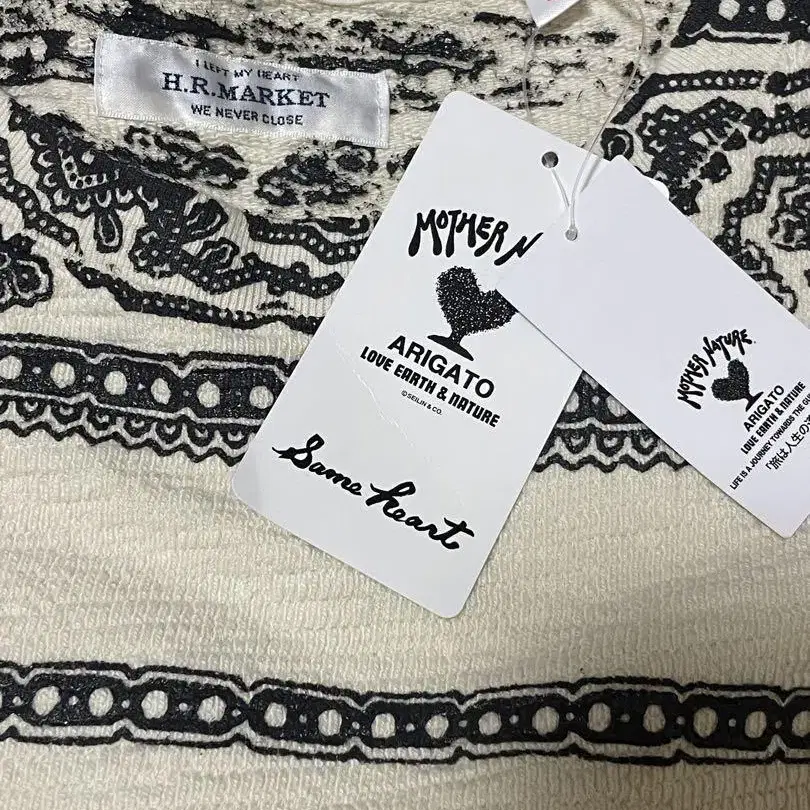 I LEFT MY HEART
H.R.MARKET
WE NEVER CLOSE
MOTHER N
ARIGATO
LOVE EARTH & NATURE
©SEILIN & CO.
Same heart
MOTHER NATURE
ARIGATO
LOVE EARTH & NATURE
LIFE IS A JOURNEY TOWARDS THE
「旅は人生の